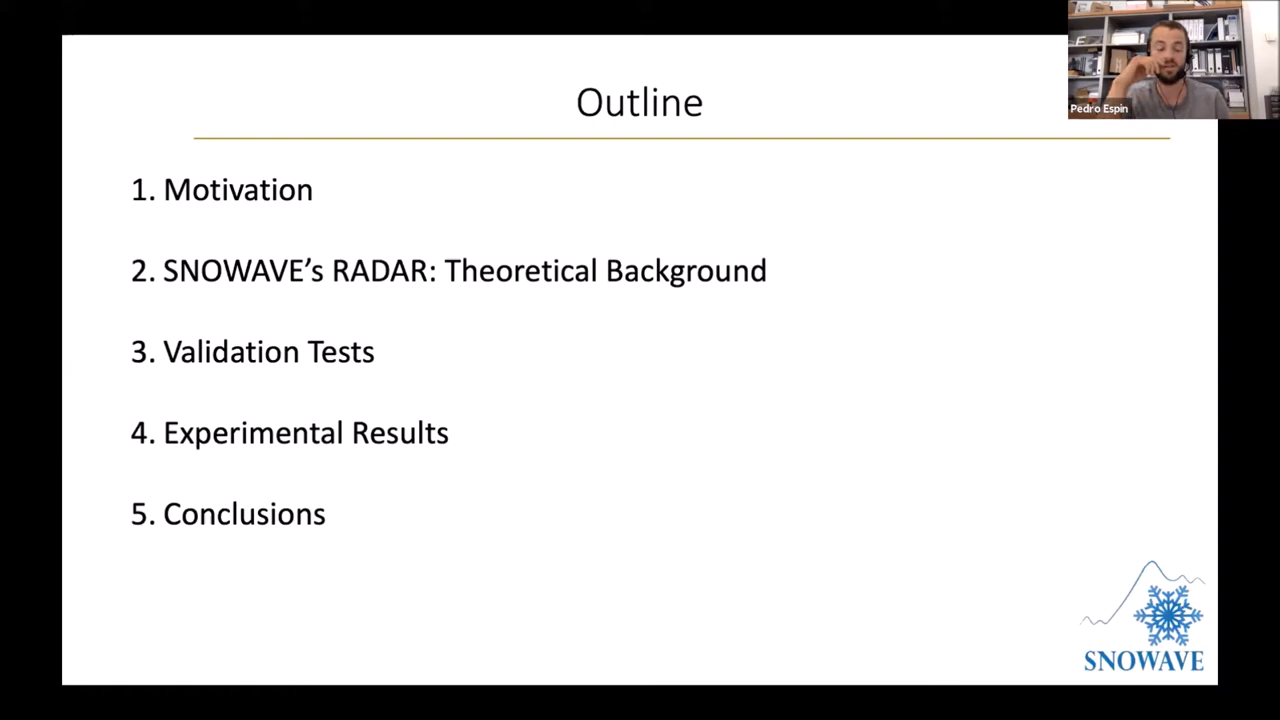 Outline
Pedro Espin
1. Motivation
2. SNOWAVE’s RADAR: Theoretical Background
3. Validation Tests
4. Experimental Results
5. Conclusions
SNOWAVE